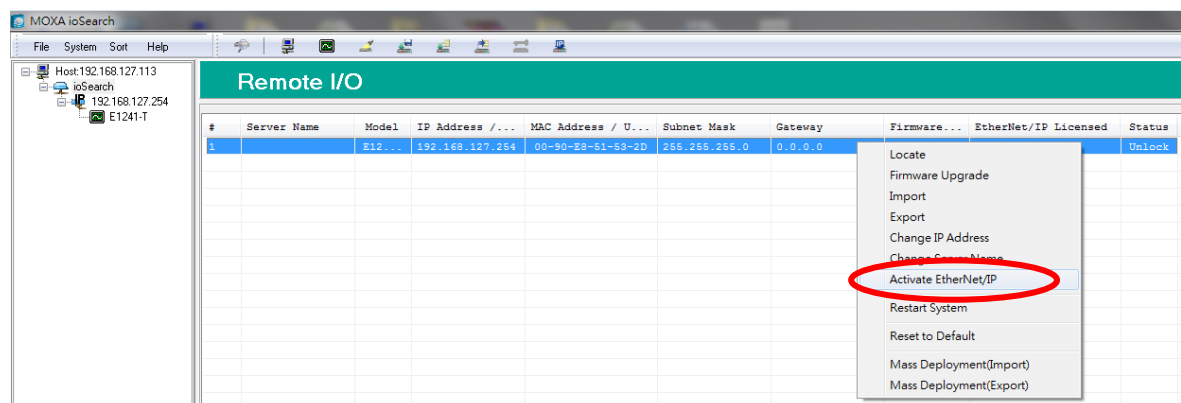 MOXA ioSearch
File System Sort Help
Host:192.168.127.113
ioSearch
192.168.127.254
E1241-T
Remote I/O
# Server Name Model IP Address /... MAC Address / U... Subnet Mask Gateway Firmware... EtherNet/IP Licensed Status
1 E12... 192.168.127.254 00-90-E8-51-53-2D 255.255.255.0 0.0.0.0 Unlock
Locate
Firmware Upgrade
Import
Export
Change IP Address
Change Server Name
Activate EtherNet/IP
Restart System
Reset to Default
Mass Deployment(Import)
Mass Deployment(Export)